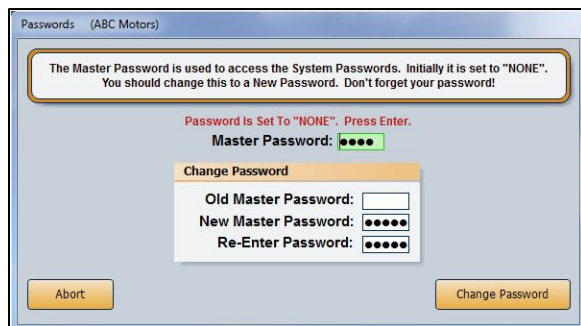 Passwords (ABC Motors)
The Master Password is used to access the System Passwords. Initially it is set to "NONE".
You should change this to a New Password. Don't forget your password!
Password Is Set To "NONE". Press Enter.
Master Password: ●●●●
Change Password
Old Master Password:
New Master Password: ●●●●●
Re-Enter Password: ●●●●●
Abort
Change Password